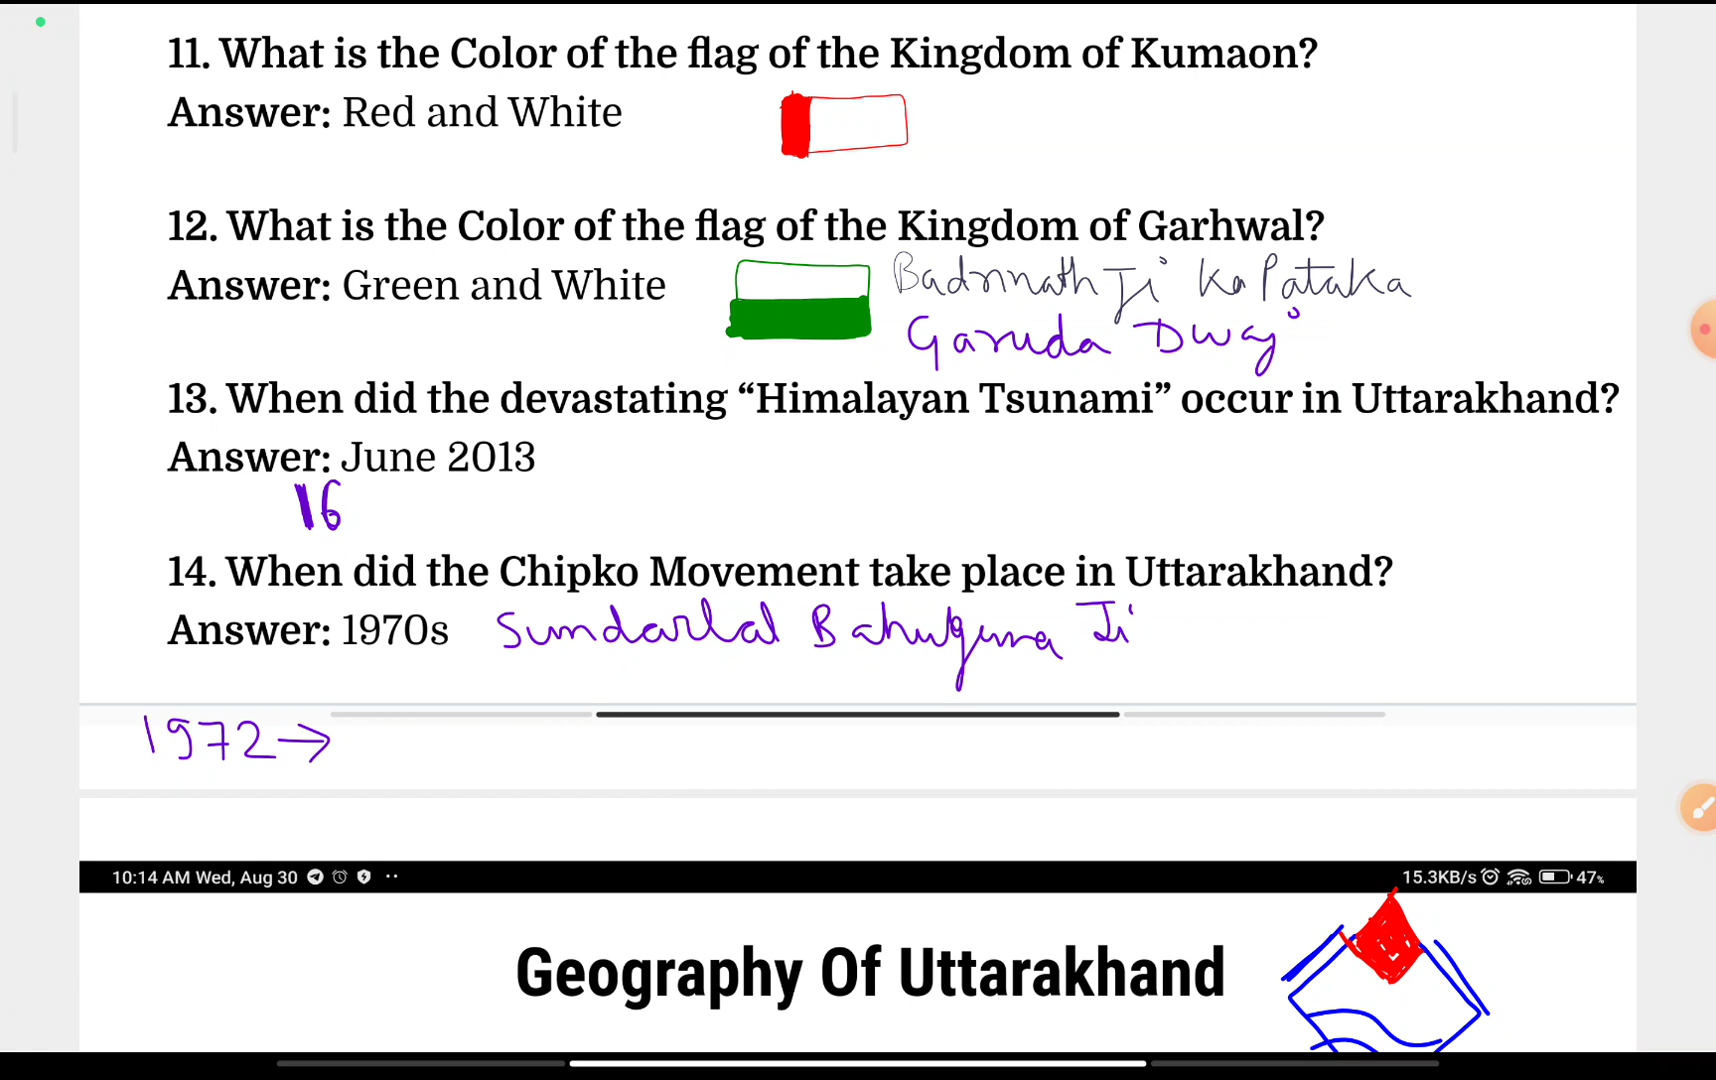 11. What is the Color of the flag of the Kingdom of Kumaon?
Answer: Red and White
12. What is the Color of the flag of the Kingdom of Garhwal?
Answer: Green and White
Badrinath Ji Ka Pataka
Garuda Dwaj
13. When did the devastating “Himalayan Tsunami” occur in Uttarakhand?
Answer: June 2013
16
14. When did the Chipko Movement take place in Uttarakhand?
Answer: 1970s Sundarlal Bahuguna Ji
1972→
10:14 AM Wed, Aug 30
15.3KB/s 47%
Geography Of Uttarakhand